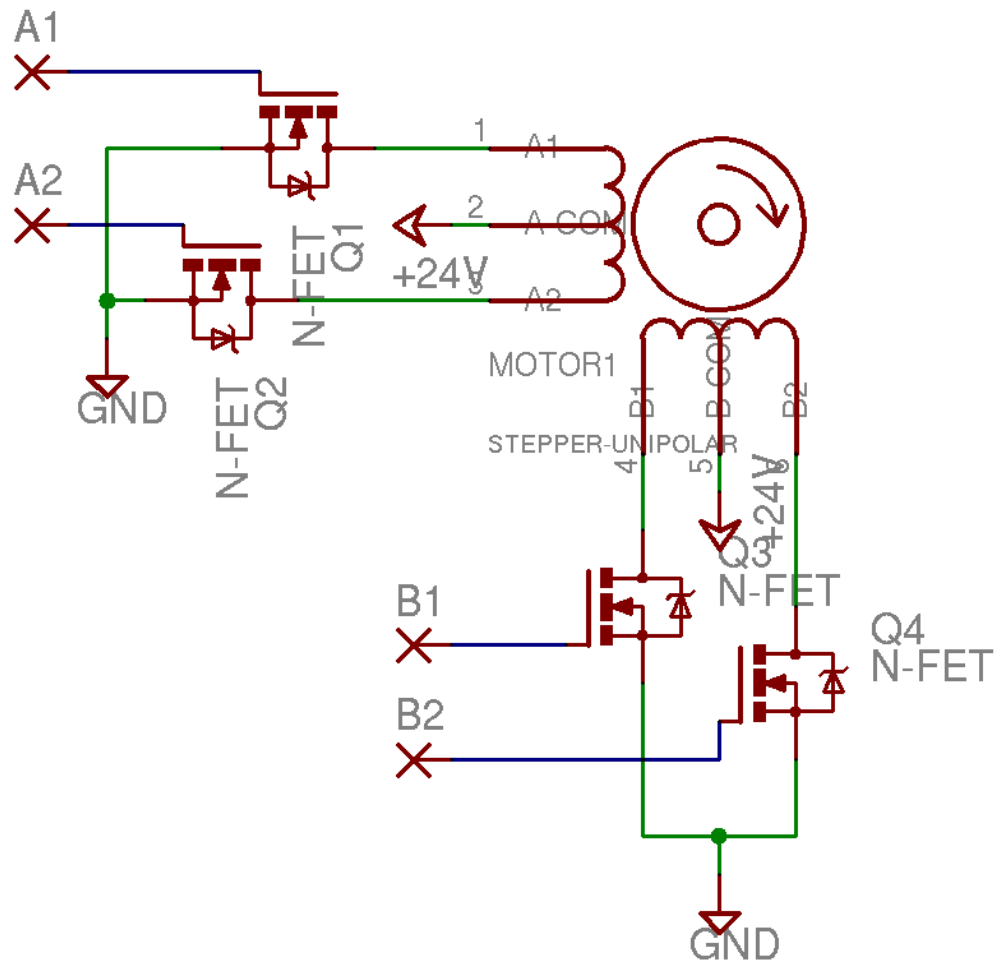 A1
1
A1
A2
2
A COM
N-FET
Q1
+24V
3
A2
MOTOR1
B1
B COM
B2
GND
N-FET
Q2
STEPPER-UNIPOLAR
4
5
6
+24V
Q3
N-FET
B1
Q4
N-FET
B2
GND